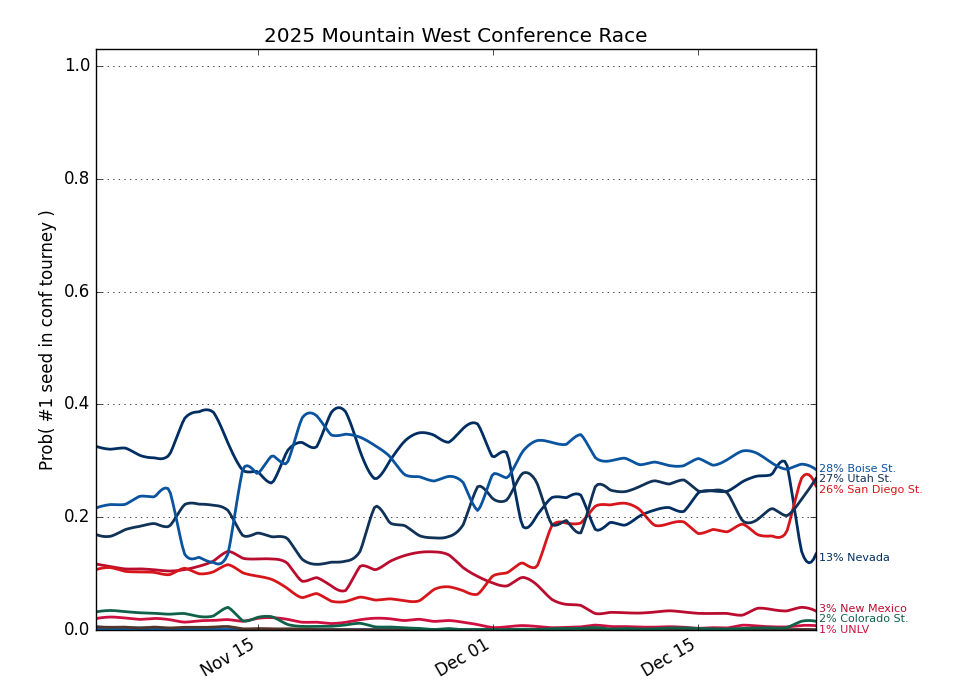 2025 Mountain West Conference Race
Prob( #1 seed in conf tourney )
1.0
0.8
0.6
0.4
0.2
0.0
Nov 15
Dec 01
Dec 15
28% Boise St.
27% Utah St.
26% San Diego St.
13% Nevada
3% New Mexico
2% Colorado St.
1% UNLV